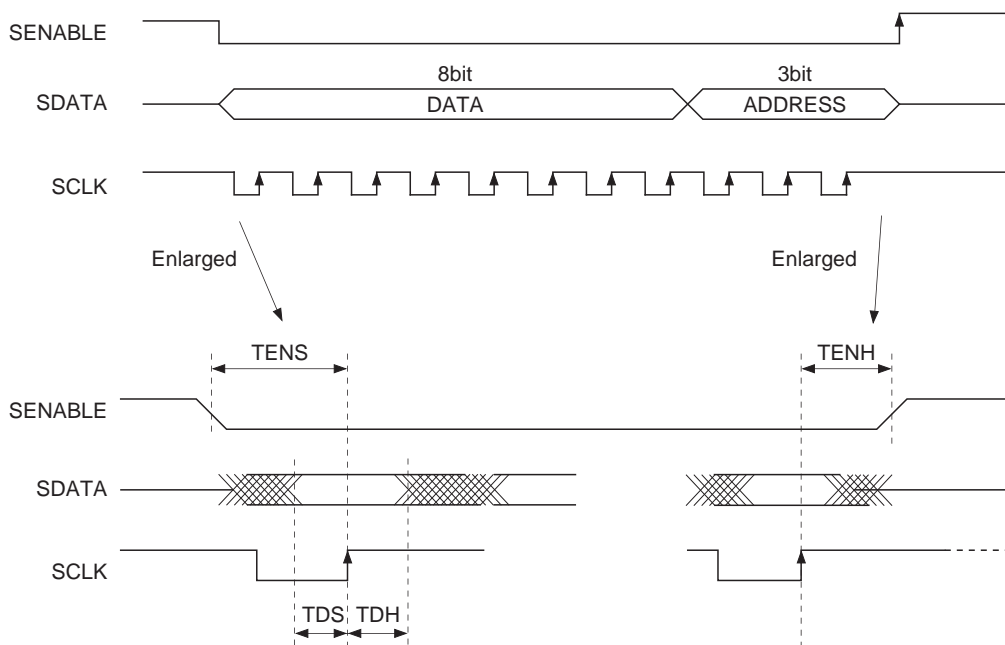 SENABLE
8bit 3bit
SDATA DATA ADDRESS
SCLK
Enlarged Enlarged
TENS TENH
SENABLE
SDATA
SCLK
TDS TDH